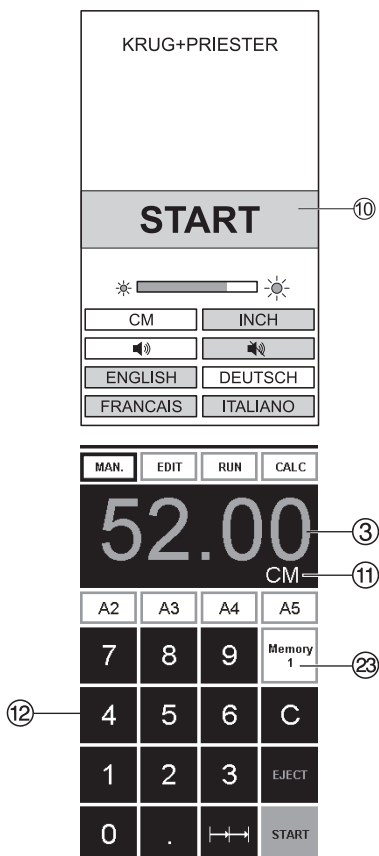 KRUG+PRIESTER
START ⑩
CM INCH
ENGLISH DEUTSCH
FRANCAIS ITALIANO
MAN. EDIT RUN CALC
52.00 ③
CM ⑪
A2 A3 A4 A5
7 8 9 Memory 1 ㉓
⑫ 4 5 6 C
1 2 3 EJECT
0 . START